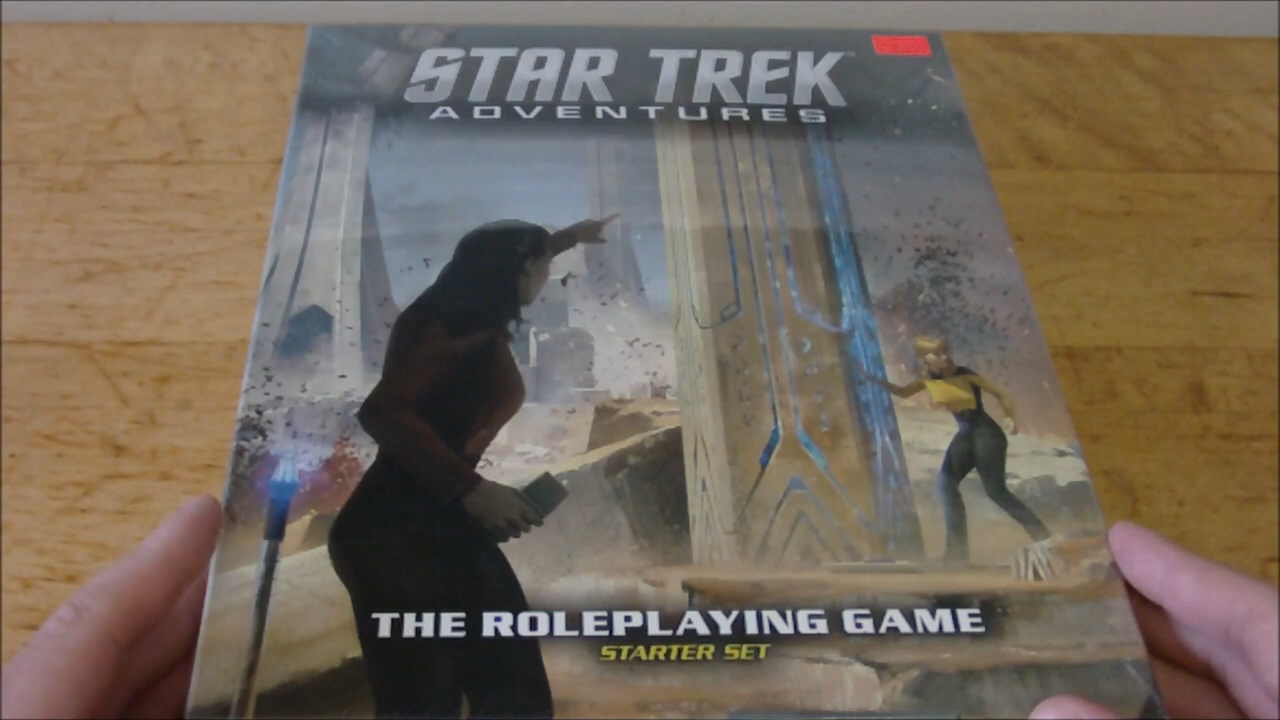 STAR TREK
ADVENTURES
THE ROLEPLAYING GAME
STARTER SET